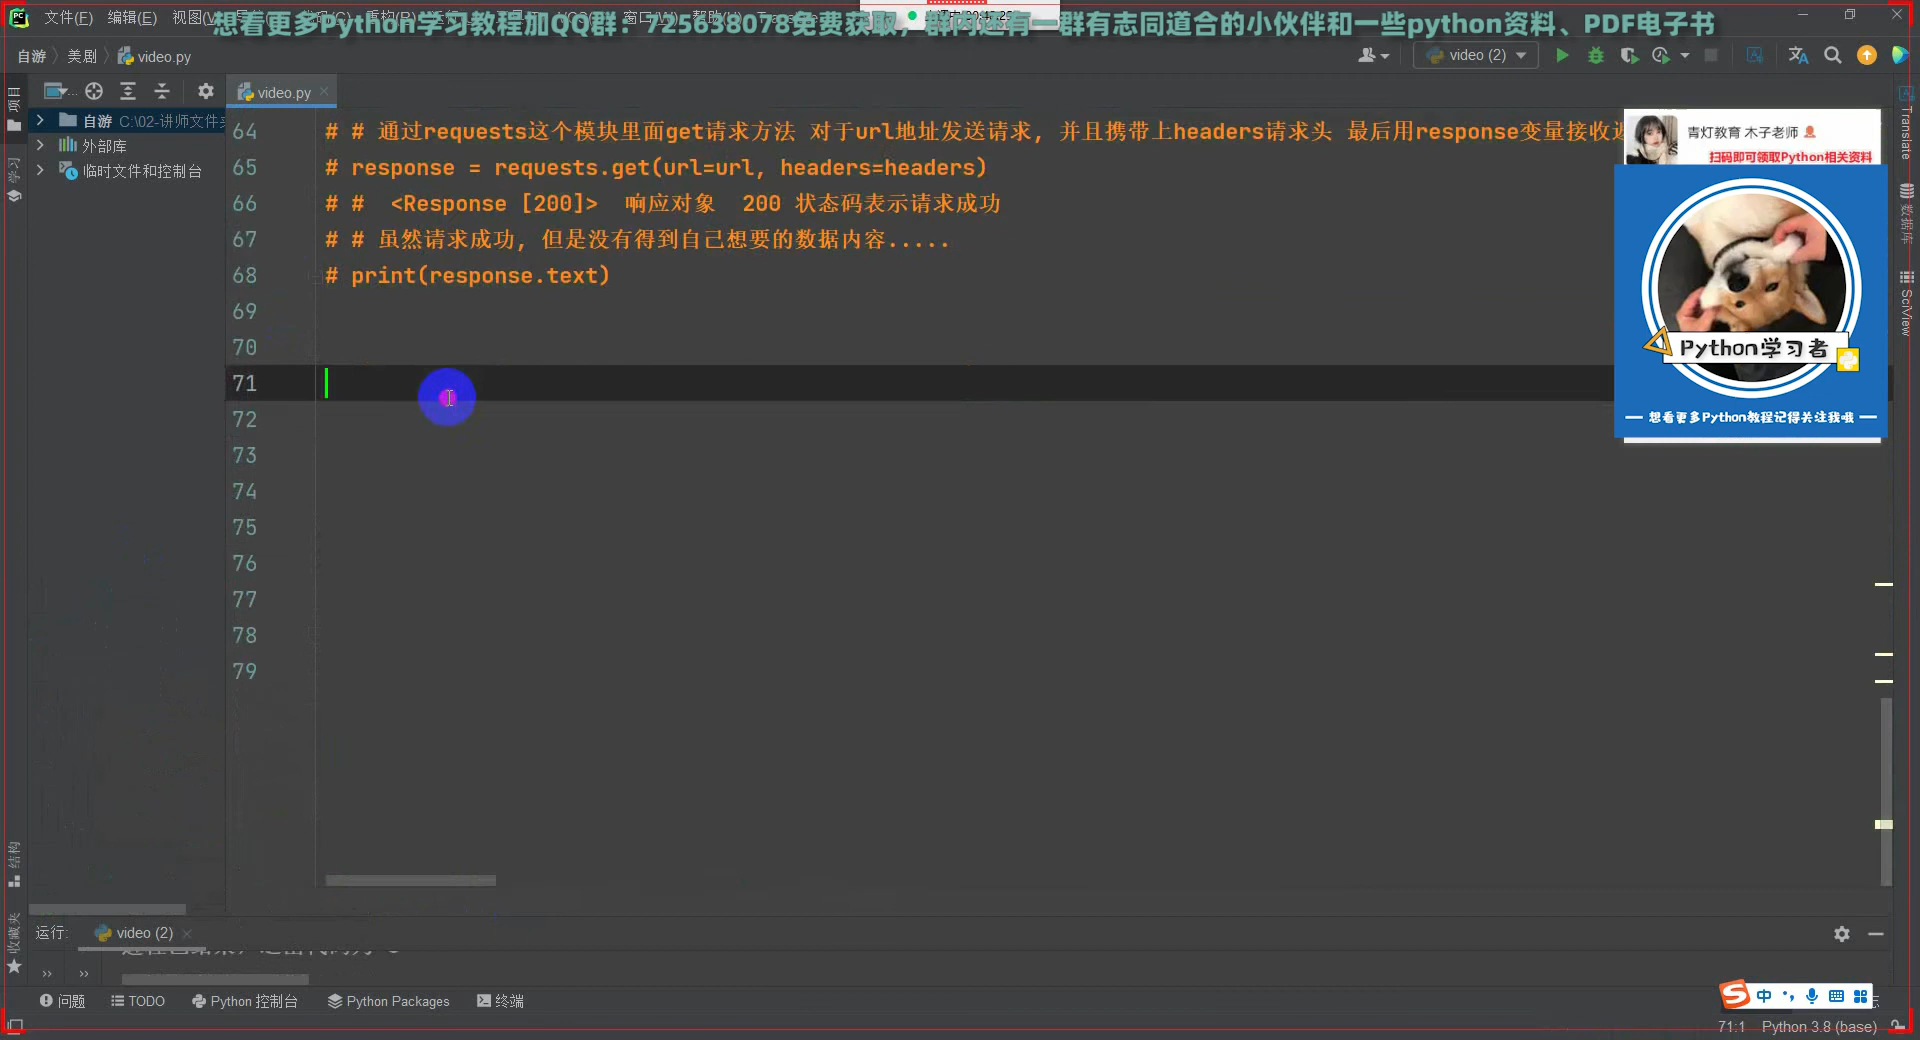 文件(F) 编辑(E) 视图(V
想看更多Python学习教程加QQ群：725638078免费获取，群内还有一群有志同道合的小伙伴和一些python资料、PDF电子书
自游 美剧 video.py
video (2)
项目
学习
结构
收藏夹
自游 C:\02-讲师文件夹
外部库
临时文件和控制台
video.py
64 # # 通过requests这个模块里面get请求方法 对于url地址发送请求, 并且携带上headers请求头 最后用response变量接收返
65 # response = requests.get(url=url, headers=headers)
66 # # <Response [200]> 响应对象 200 状态码表示请求成功
67 # # 虽然请求成功, 但是没有得到自己想要的数据内容.....
68 # print(response.text)
69
70
71
72
73
74
75
76
77
78
79
青灯教育 木子老师
扫码即可领取Python相关资料
Python学习者
想看更多Python教程记得关注我哦
Translate
数据库
SciView
运行: video (2)
问题 TODO Python 控制台 Python Packages 终端
中
71:1 Python 3.8 (base)